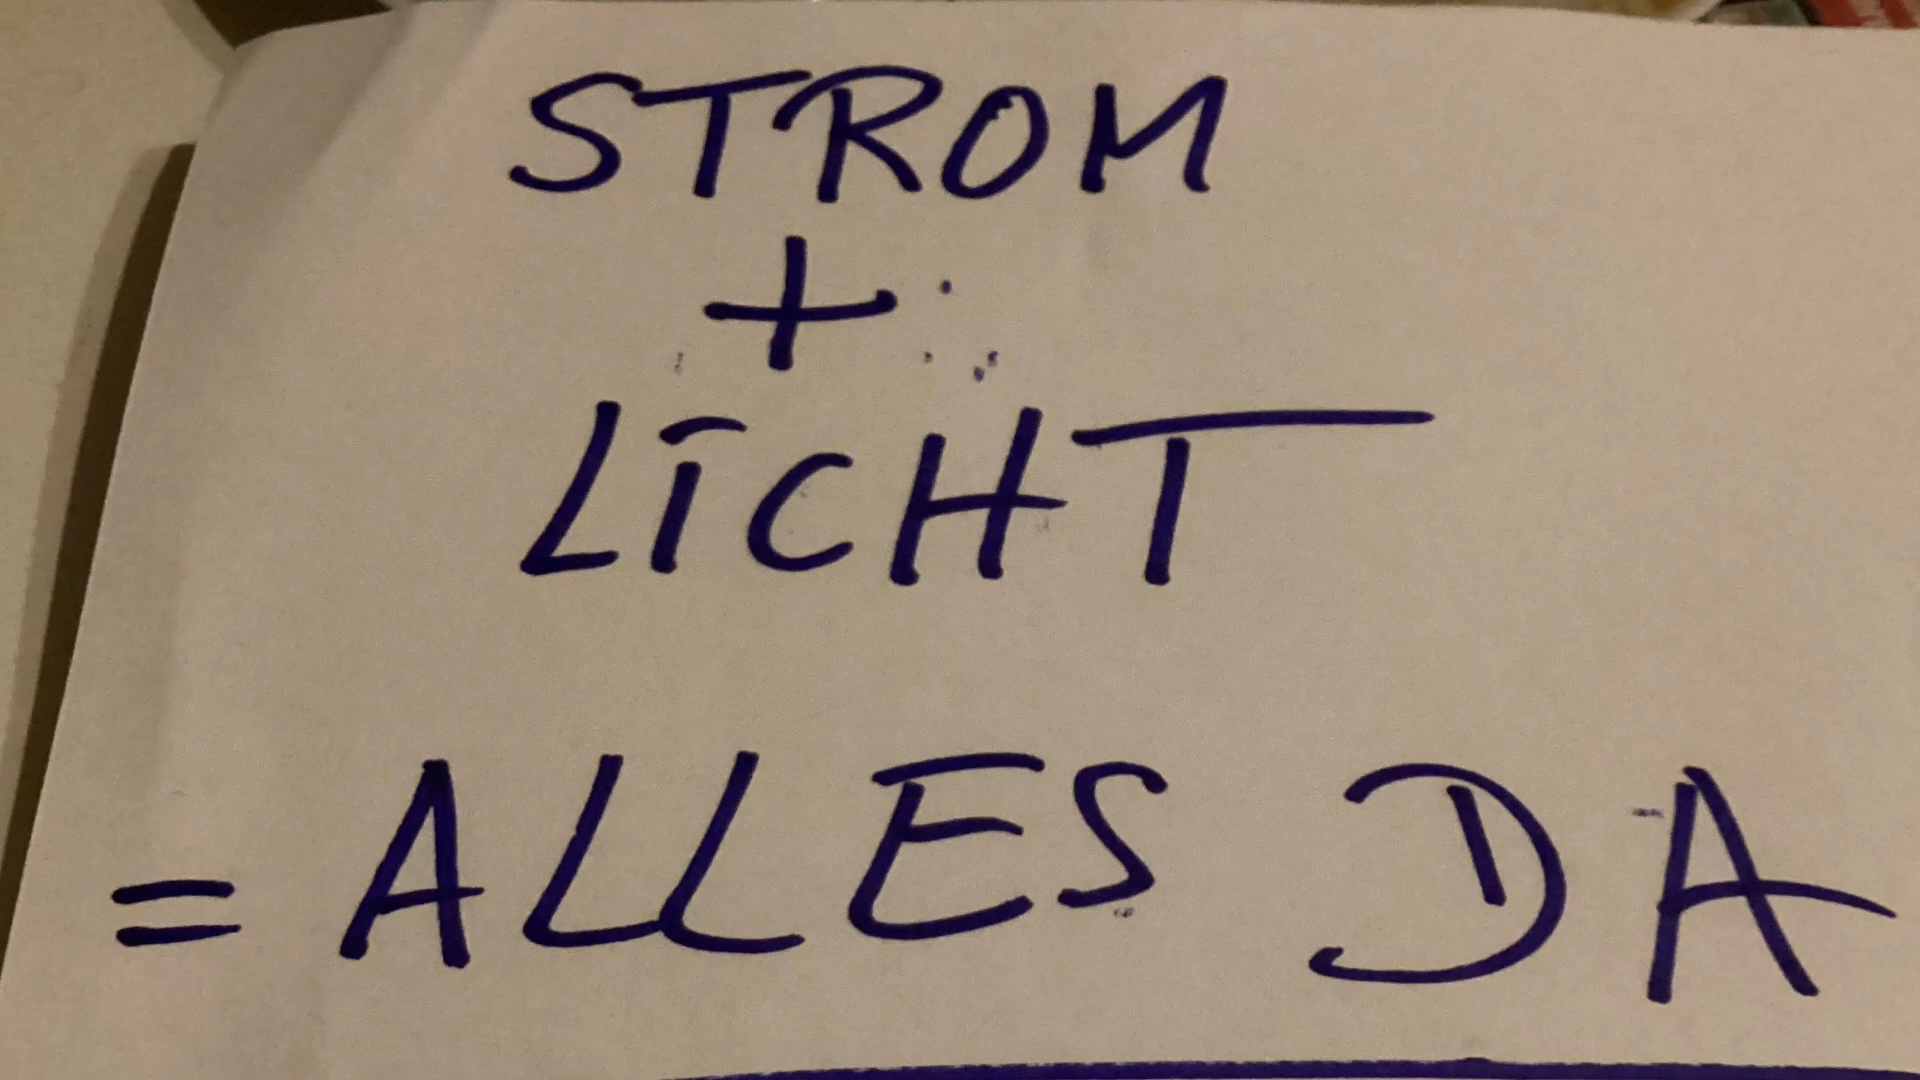 STROM
+
LICHT
= ALLES DA